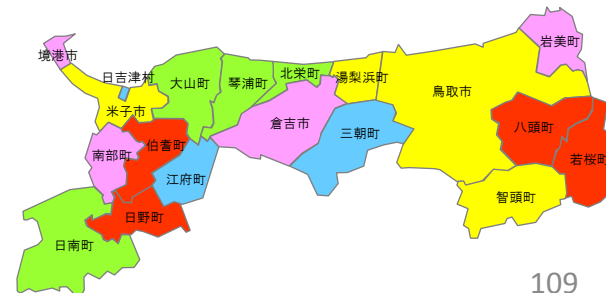 境港市
岩美町
日吉津村
大山町
琴浦町
北栄町
湯梨浜町
鳥取市
米子市
倉吉市
三朝町
八頭町
伯耆町
南部町
若桜町
江府町
智頭町
日野町
日南町
109